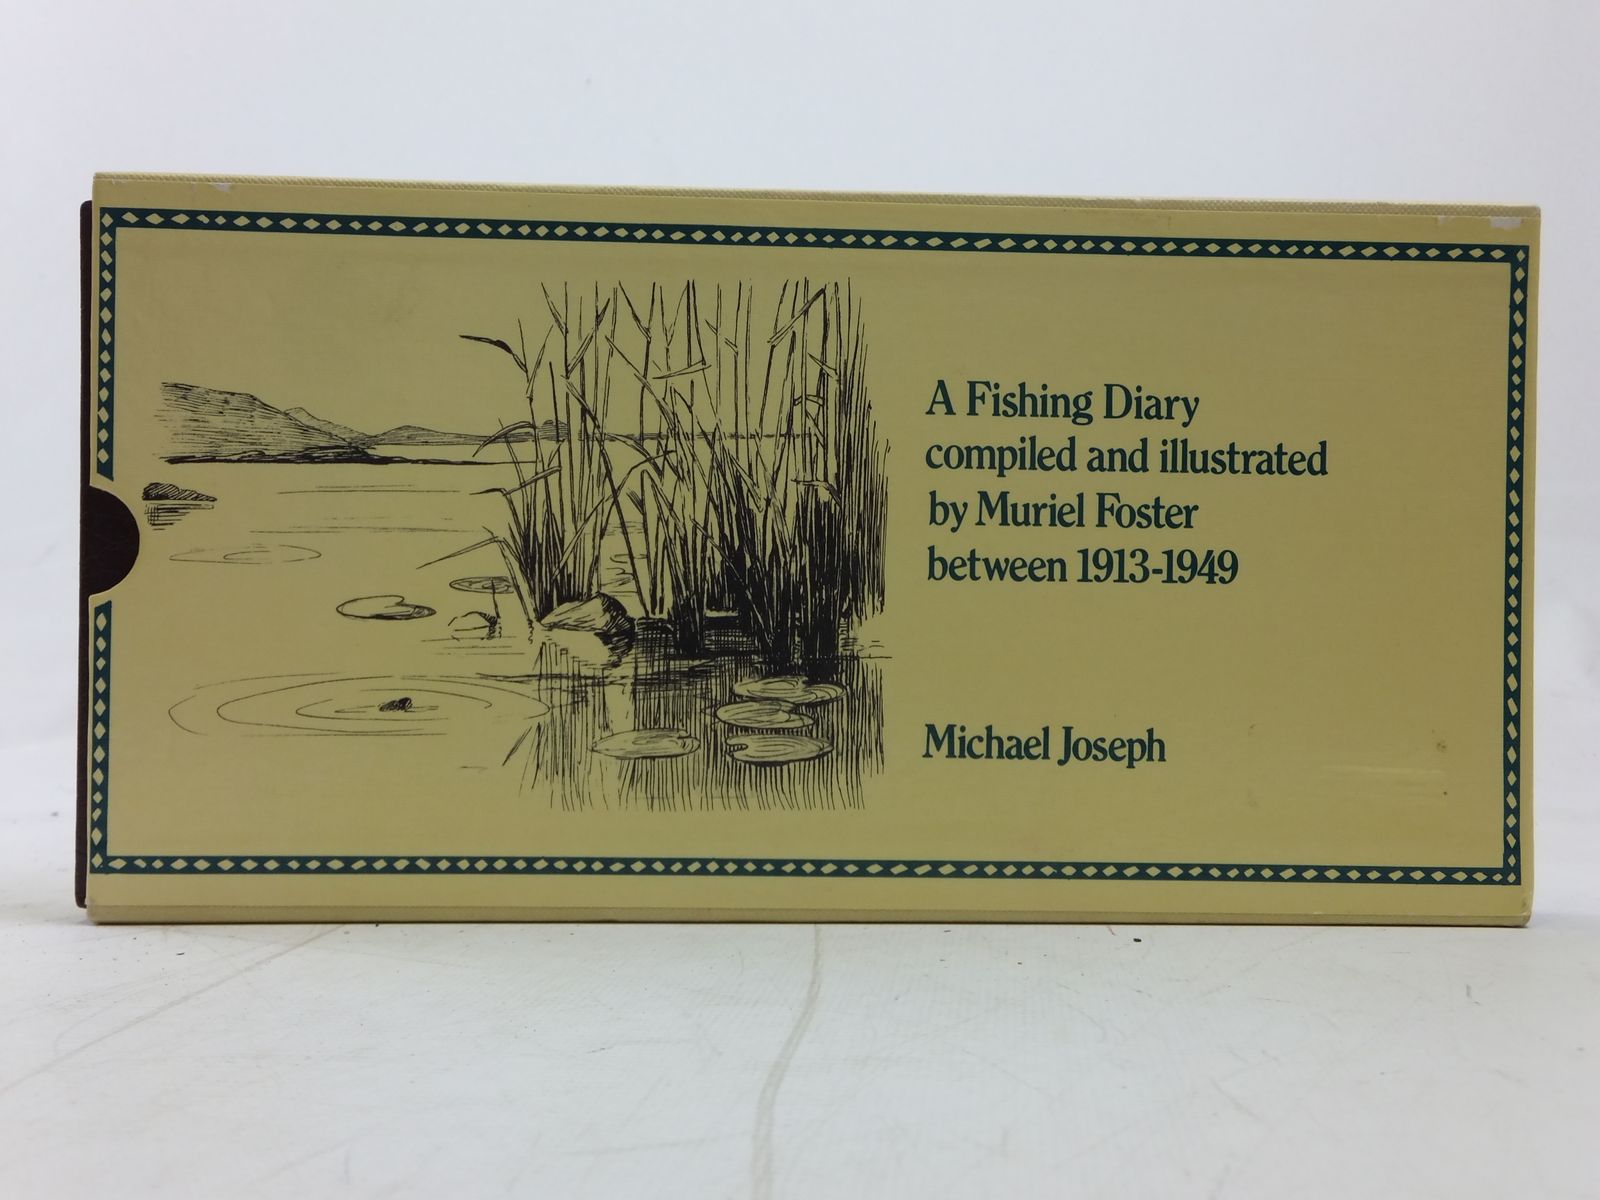 A Fishing Diary
compiled and illustrated
by Muriel Foster
between 1913-1949
Michael Joseph